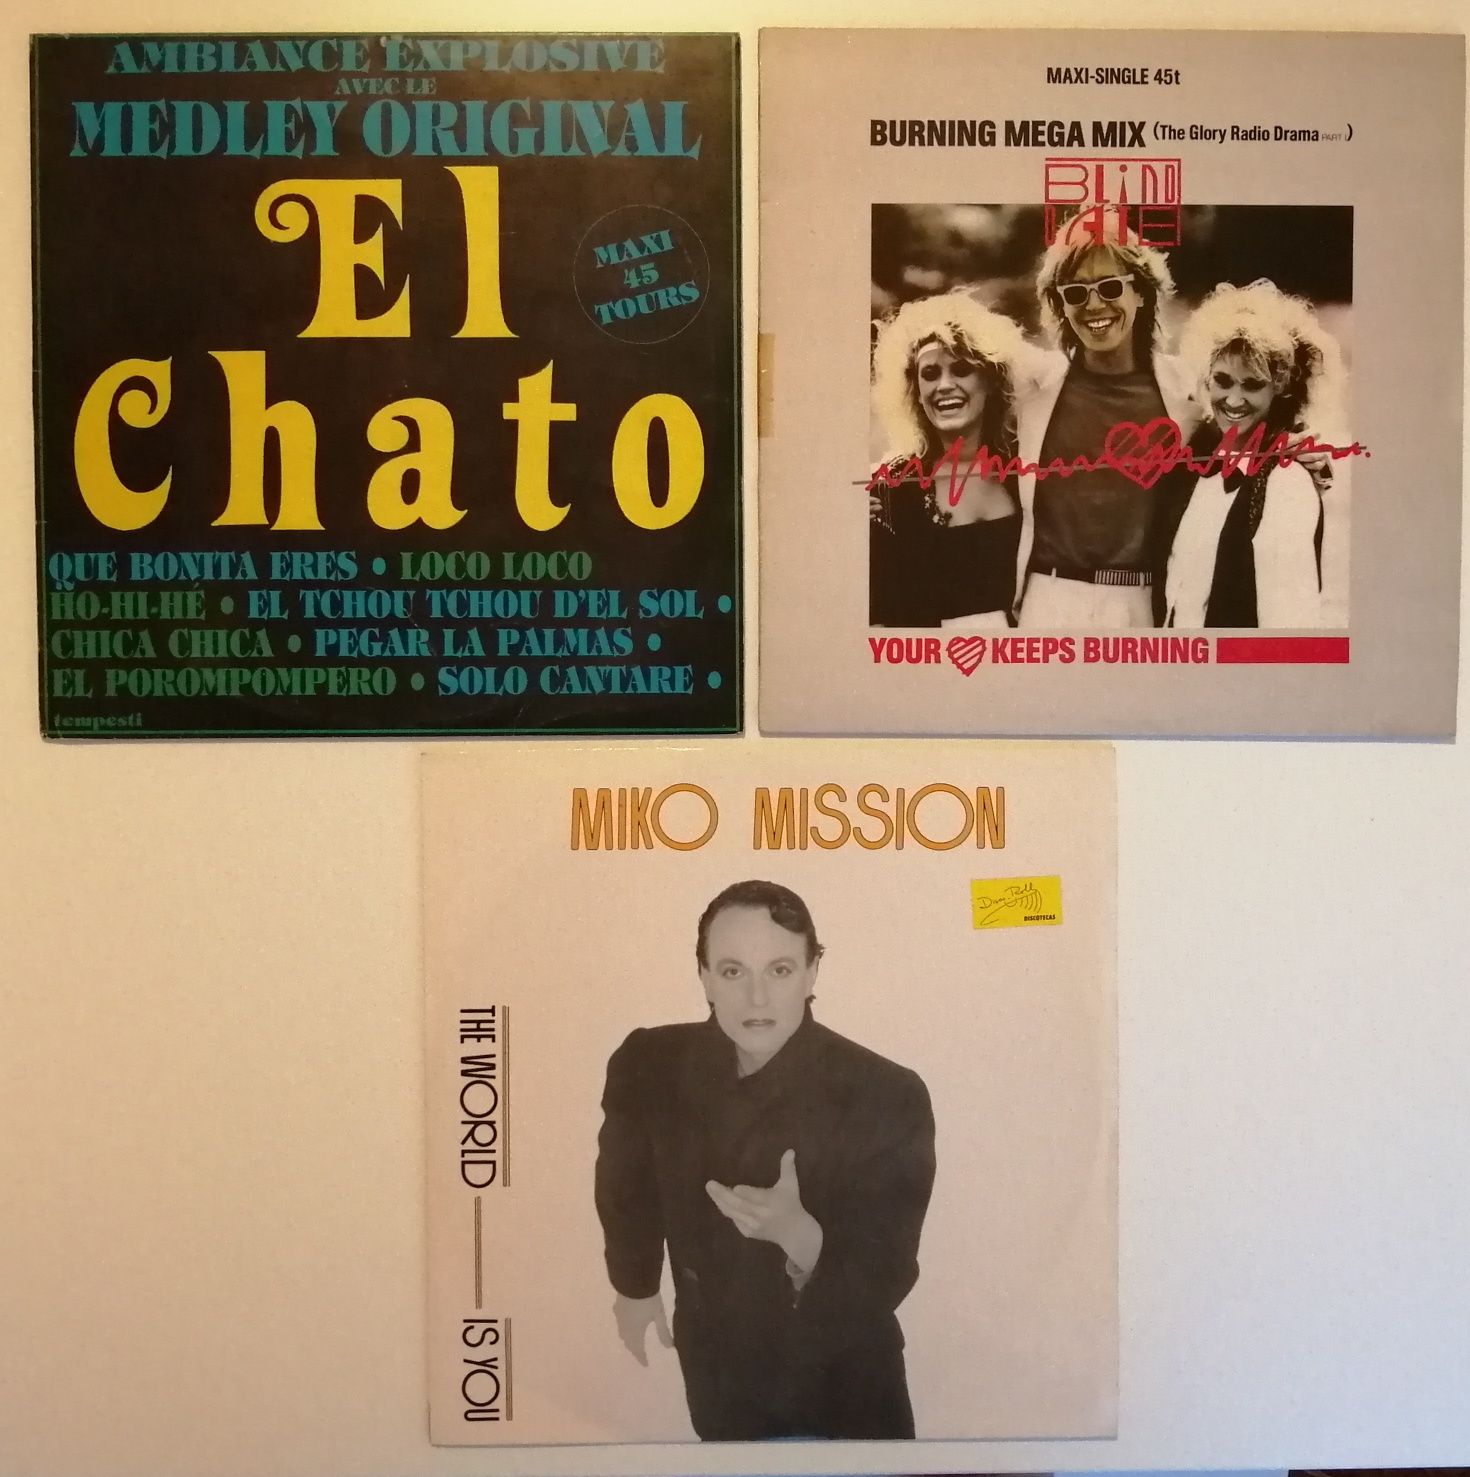 AMBIANCE EXPLOSIVE
AVEC LE
MEDLEY ORIGINAL
El
Chato
MAXI
45
TOURS
QUE BONITA ERES • LOCO LOCO
HO-HI-HÉ • EL TCHOU TCHOU D'EL SOL •
CHICA CHICA • PEGAR LA PALMAS •
EL POROMPOMPERO • SOLO CANTARE •
tempesti
MAXI-SINGLE 45t
BURNING MEGA MIX (The Glory Radio Drama PART I)
BLIND
DATE
YOUR KEEPS BURNING
MIKO MISSION
DISCOTECAS
THE WORLD — IS YOU